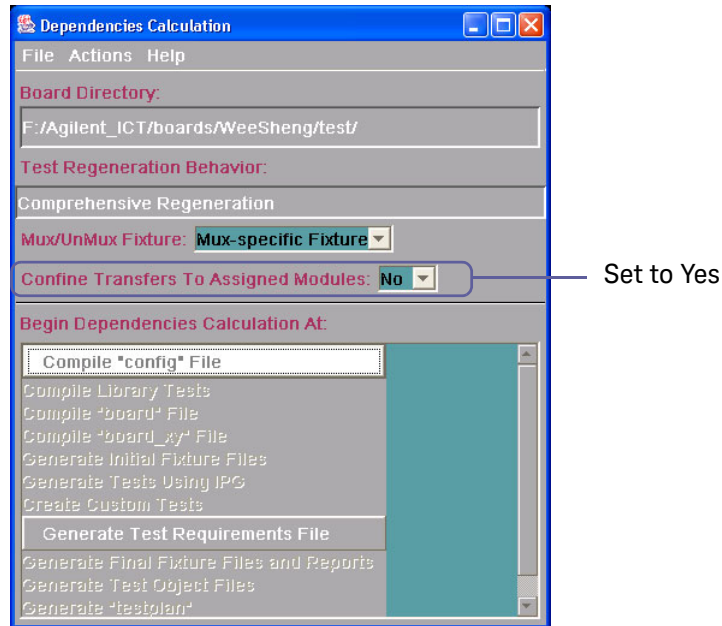 Dependencies Calculation
File Actions Help
Board Directory:
F:/Agilent_ICT/boards/WeeSheng/test/
Test Regeneration Behavior:
Comprehensive Regeneration
Mux/UnMux Fixture: Mux-specific Fixture
Confine Transfers To Assigned Modules: No
Set to Yes
Begin Dependencies Calculation At:
Compile "config" File
Compile Library Tests
Compile "board" File
Compile "board_xy" File
Generate Initial Fixture Files
Generate Tests Using IPG
Create Custom Tests
Generate Test Requirements File
Generate Final Fixture Files and Reports
Generate Test Object Files
Generate "testplan"